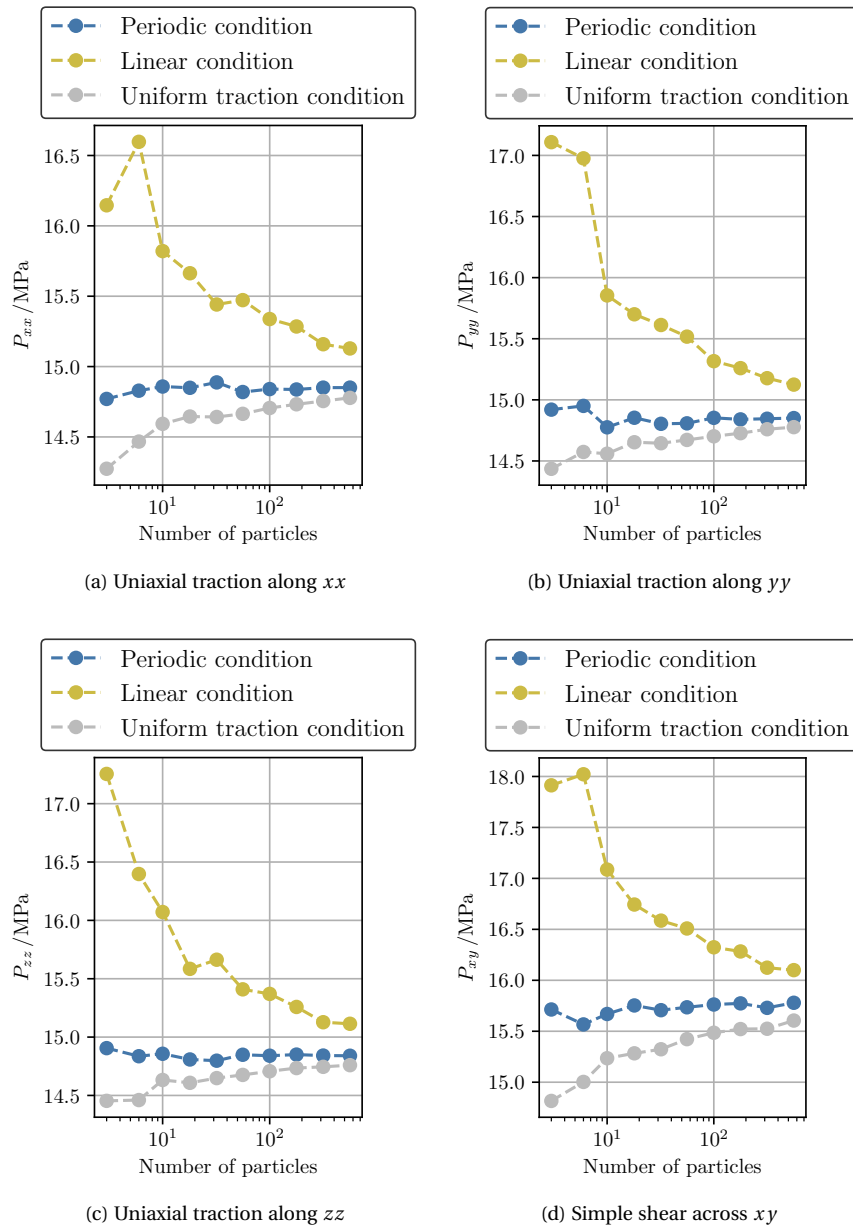 Periodic condition
Linear condition
Uniform traction condition
16.5
16.0
15.5
15.0
14.5
P_xx /MPa
10^1
10^2
Number of particles
(a) Uniaxial traction along xx
Periodic condition
Linear condition
Uniform traction condition
17.0
16.5
16.0
15.5
15.0
14.5
P_yy /MPa
10^1
10^2
Number of particles
(b) Uniaxial traction along yy
Periodic condition
Linear condition
Uniform traction condition
17.0
16.5
16.0
15.5
15.0
14.5
P_zz /MPa
10^1
10^2
Number of particles
(c) Uniaxial traction along zz
Periodic condition
Linear condition
Uniform traction condition
18.0
17.5
17.0
16.5
16.0
15.5
15.0
P_xy /MPa
10^1
10^2
Number of particles
(d) Simple shear across xy